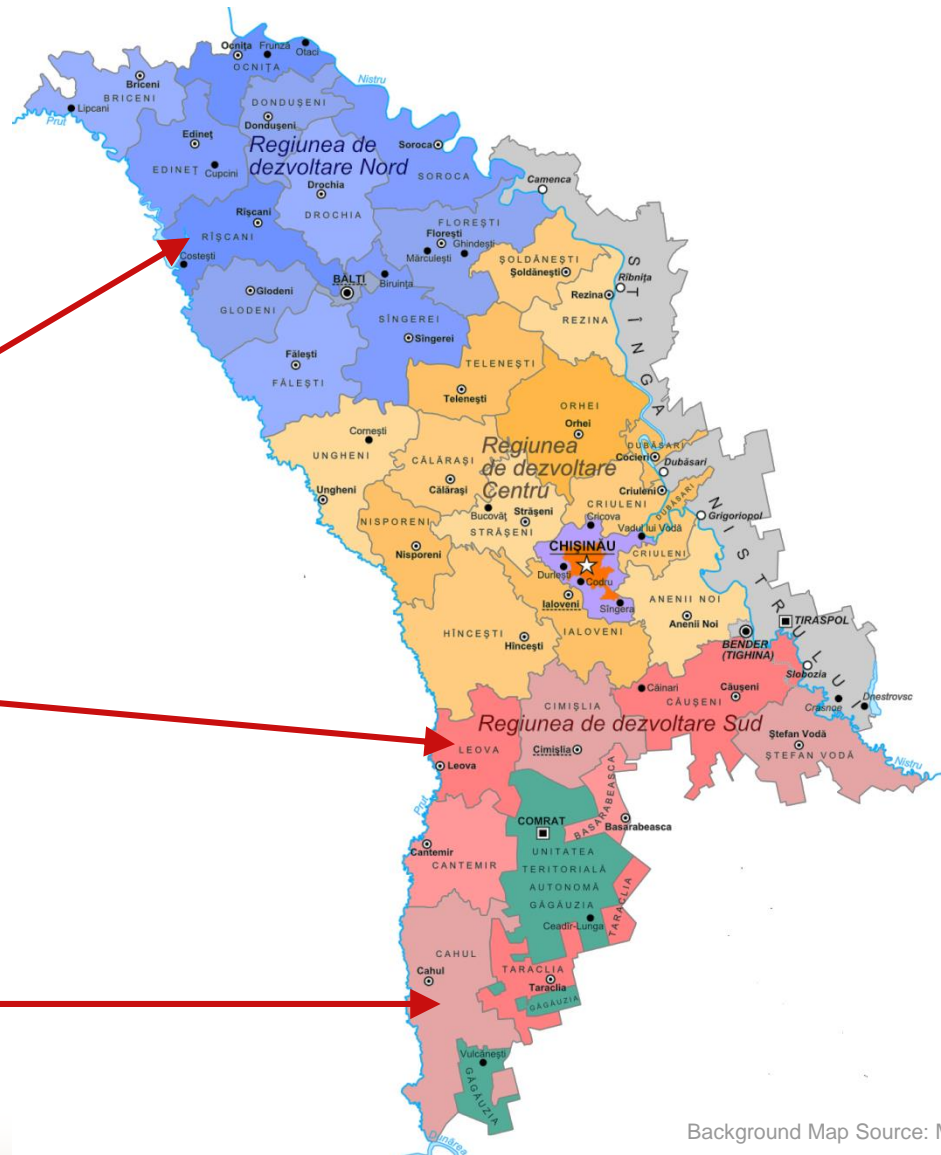 Ocnița
Frunză
Otaci
OCNIȚA
Briceni
BRICENI
Lipcani
Prut
Nistru
DONDUȘENI
Dondușeni
Edineț
EDINEȚ
Cupcini
Regiunea de
dezvoltare Nord
Soroca
SOROCA
Camenca
Drochia
DROCHIA
Rîșcani
RÎȘCANI
Costești
FLOREȘTI
Florești
Ghindești
Mărculești
ȘOLDĂNEȘTI
Șoldănești
Rîbnița
BĂLȚI
Biruința
Rezina
REZINA
Glodeni
GLODENI
SÎNGEREI
Sîngerei
STÎNGA NISTRULUI
Fălești
FĂLEȘTI
TELENEȘTI
Telenești
ORHEI
Orhei
Cornești
UNGHENI
Ungheni
Regiunea
de dezvoltare
Centru
CĂLĂRAȘI
Călărași
DUBĂSARI
Cocieri
Dubăsari
Criuleni
CRIULENI
DUBĂSARI
Grigoriopol
Bucovăț
Strășeni
STRĂȘENI
Cricova
Vadul lui Vodă
NISPORENI
Nisporeni
CHIȘINĂU
Durlești
Codru
CRIULENI
Ialoveni
Sîngera
ANENII NOI
Anenii Noi
HÎNCEȘTI
Hîncești
IALOVENI
TIRASPOL
BENDER
(TIGHINA)
Slobozia
Căinari
Căușeni
CĂUȘENI
Crasnoe
Dnestrovsc
CIMIȘLIA
Regiunea de dezvoltare Sud
LEOVA
Leova
Cimișlia
Ștefan Vodă
ȘTEFAN VODĂ
Nistru
Prut
BASARABEASCA
Basarabeasca
COMRAT
Cantemir
CANTEMIR
UNITATEA
TERITORIALĂ
AUTONOMĂ
GĂGĂUZIA
TARACLIA
Ceadîr-Lunga
CAHUL
Cahul
TARACLIA
Taraclia
GĂGĂUZIA
Vulcănești
GĂGĂUZIA
Dunărea
Background Map Source: M